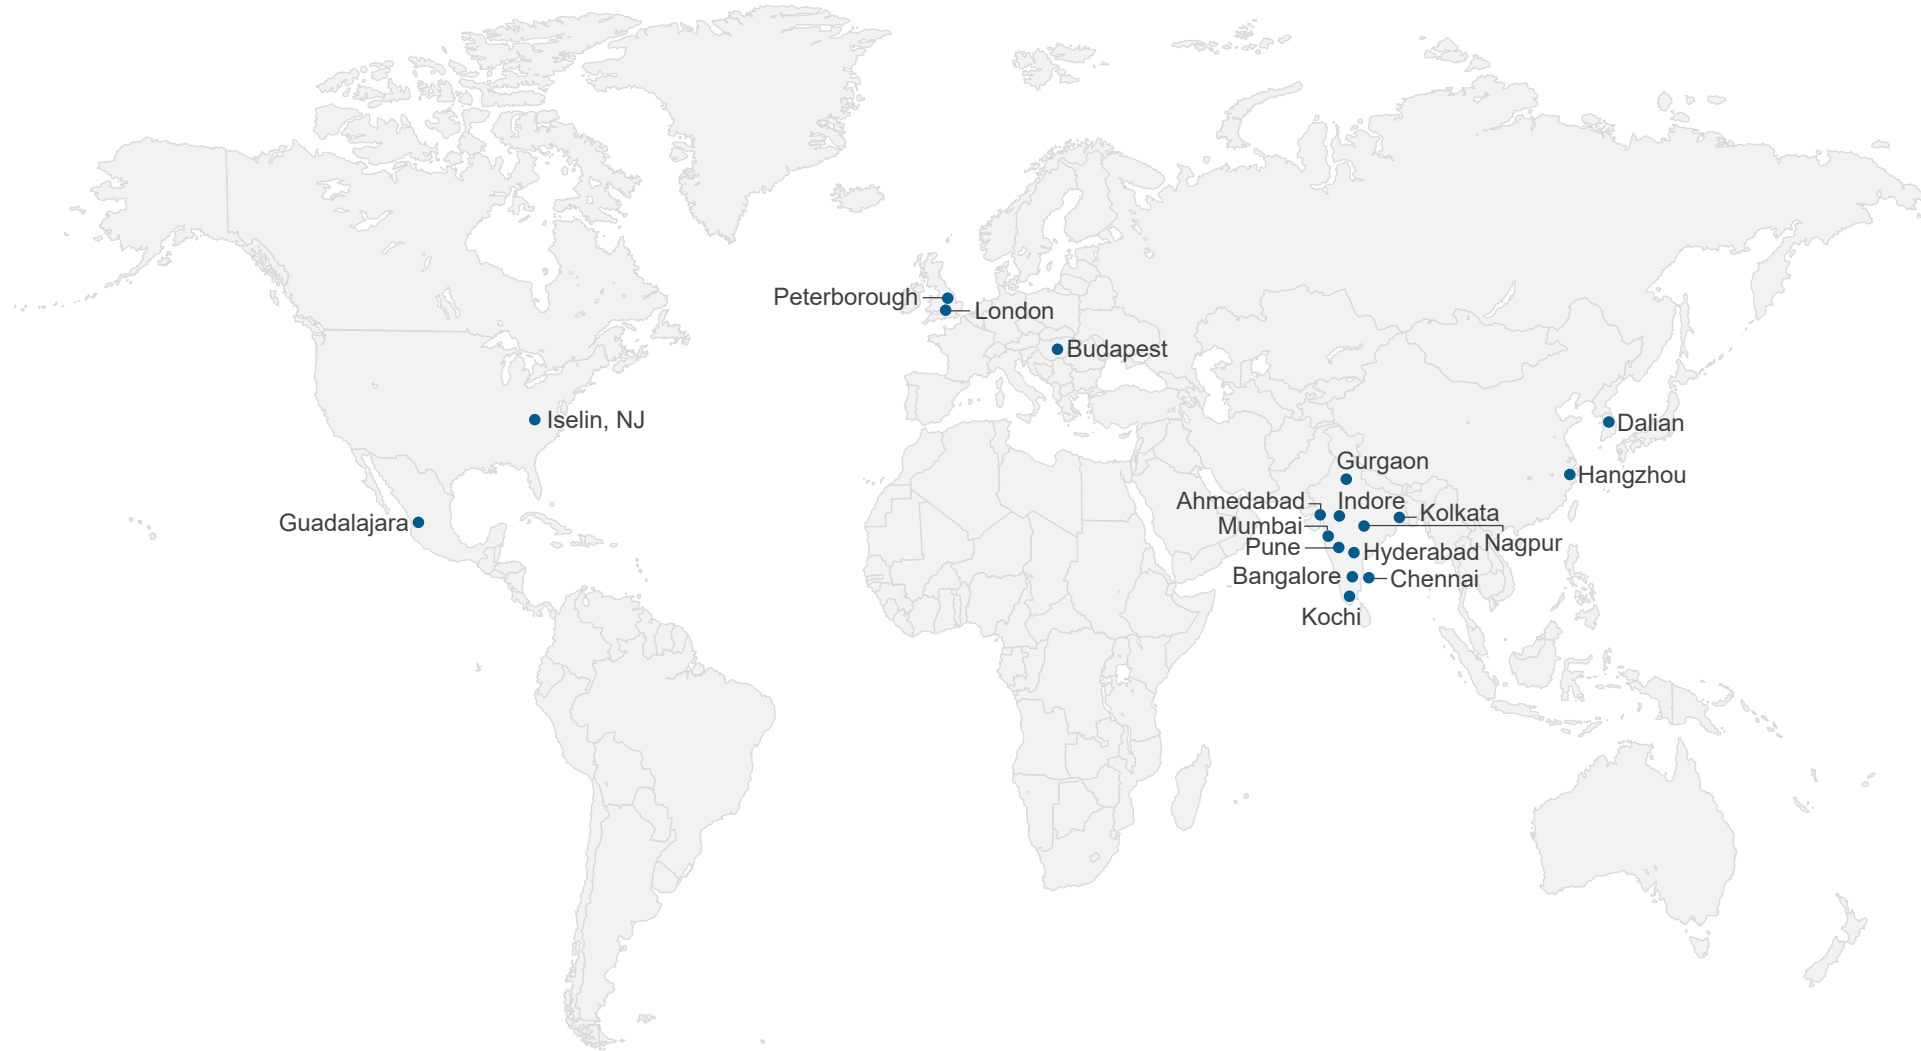 Peterborough
London
Budapest
Iselin, NJ
Dalian
Gurgaon
Hangzhou
Ahmedabad
Indore
Kolkata
Guadalajara
Mumbai
Nagpur
Pune
Hyderabad
Bangalore
Chennai
Kochi